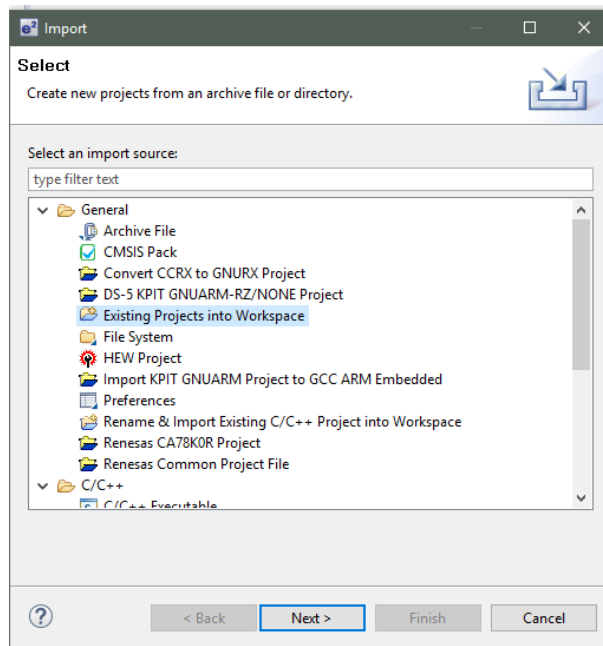 e² Import
Select
Create new projects from an archive file or directory.
Select an import source:
type filter text
General
Archive File
CMSIS Pack
Convert CCRX to GNURX Project
DS-5 KPIT GNUARM-RZ/NONE Project
Existing Projects into Workspace
File System
HEW Project
Import KPIT GNUARM Project to GCC ARM Embedded
Preferences
Rename & Import Existing C/C++ Project into Workspace
Renesas CA78K0R Project
Renesas Common Project File
C/C++
C/C++ Executable
? < Back Next > Finish Cancel